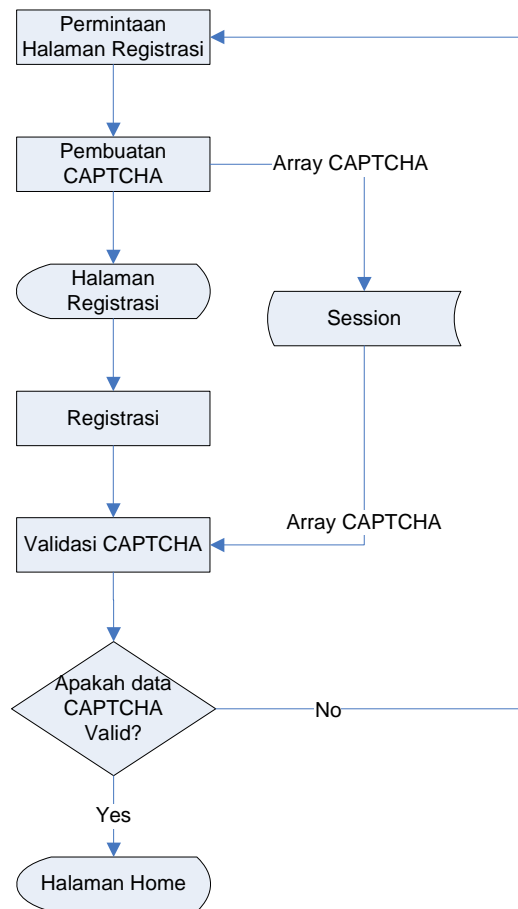 Permintaan
Halaman Registrasi
Pembuatan
CAPTCHA
Array CAPTCHA
Halaman
Registrasi
Session
Registrasi
Array CAPTCHA
Validasi CAPTCHA
Apakah data
CAPTCHA
Valid?
No
Yes
Halaman Home